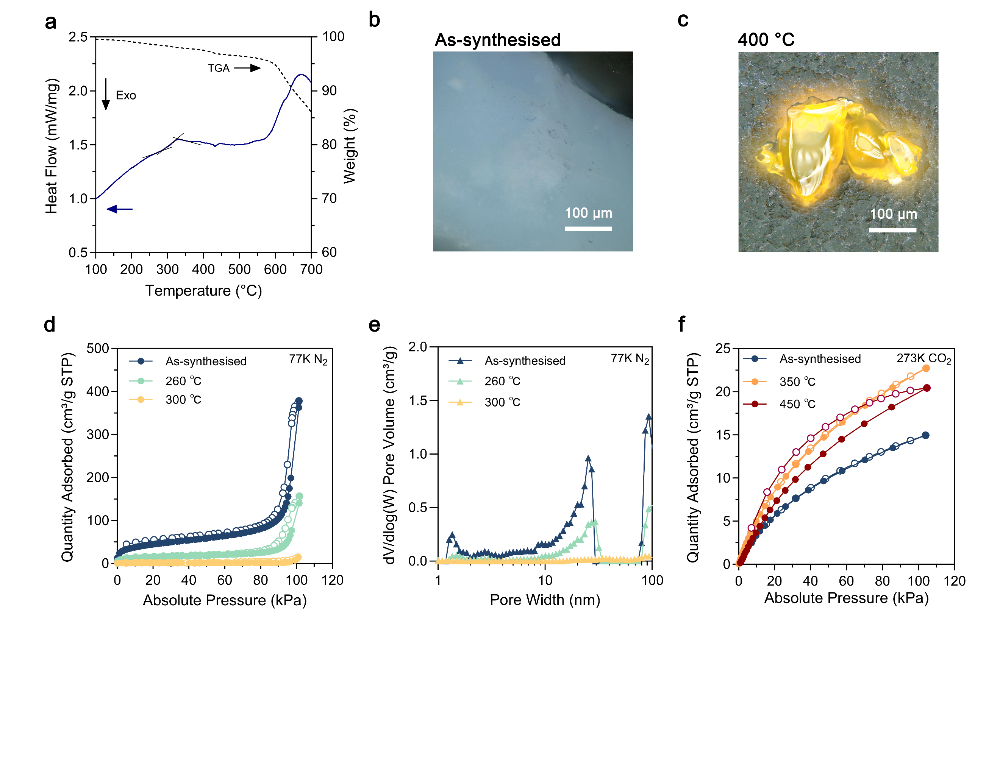 a
2.5
2.0
1.5
1.0
0.5
Heat Flow (mW/mg)
100
90
80
70
60
Weight (%)
TGA
Exo
100 200 300 400 500 600 700
Temperature (°C)
b
As-synthesised
100 µm
c
400 °C
100 µm
d
500
400
300
200
100
0
Quantity Adsorbed (cm³/g STP)
As-synthesised
260 ℃
300 ℃
77K N₂
0 20 40 60 80 100 120
Absolute Pressure (kPa)
e
2.0
1.5
1.0
0.5
0.0
dV/dlog(W) Pore Volume (cm³/g)
As-synthesised
260 ℃
300 ℃
77K N₂
1 10 100
Pore Width (nm)
f
25
20
15
10
5
0
Quantity Adsorbed (cm³/g STP)
As-synthesised
350 ℃
450 ℃
273K CO₂
0 20 40 60 80 100 120
Absolute Pressure (kPa)